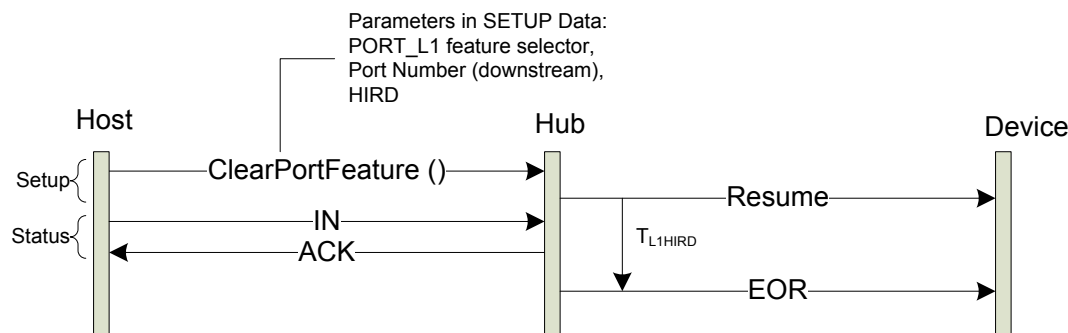 Parameters in SETUP Data:
PORT_L1 feature selector,
Port Number (downstream),
HIRD
Host
Hub
Device
Setup
ClearPortFeature ()
Resume
Status
IN
TL1HIRD
ACK
EOR